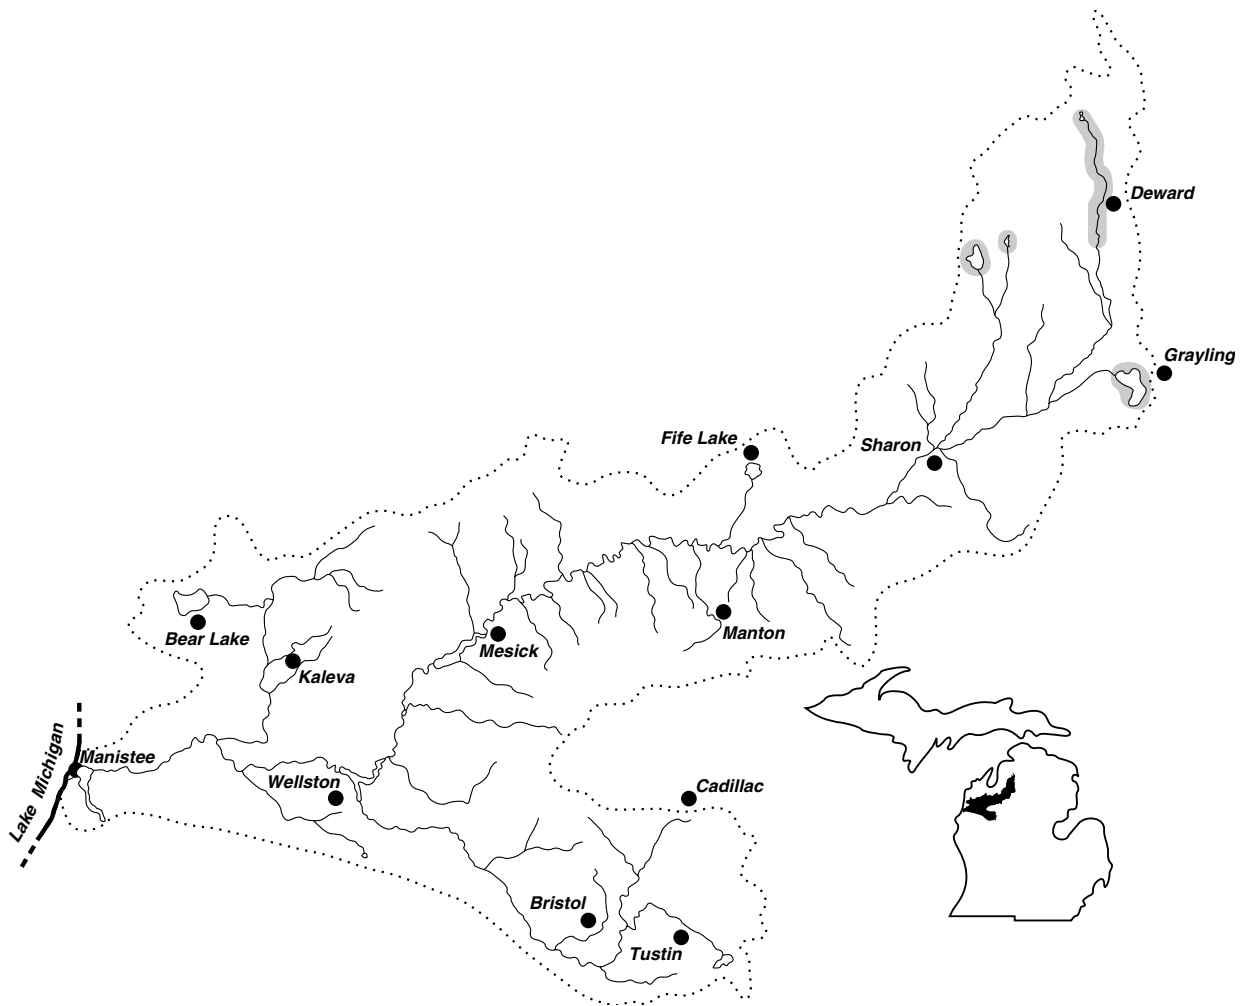 Deward
Grayling
Fife Lake
Sharon
Bear Lake
Kaleva
Mesick
Manton
Lake Michigan
Manistee
Wellston
Cadillac
Bristol
Tustin